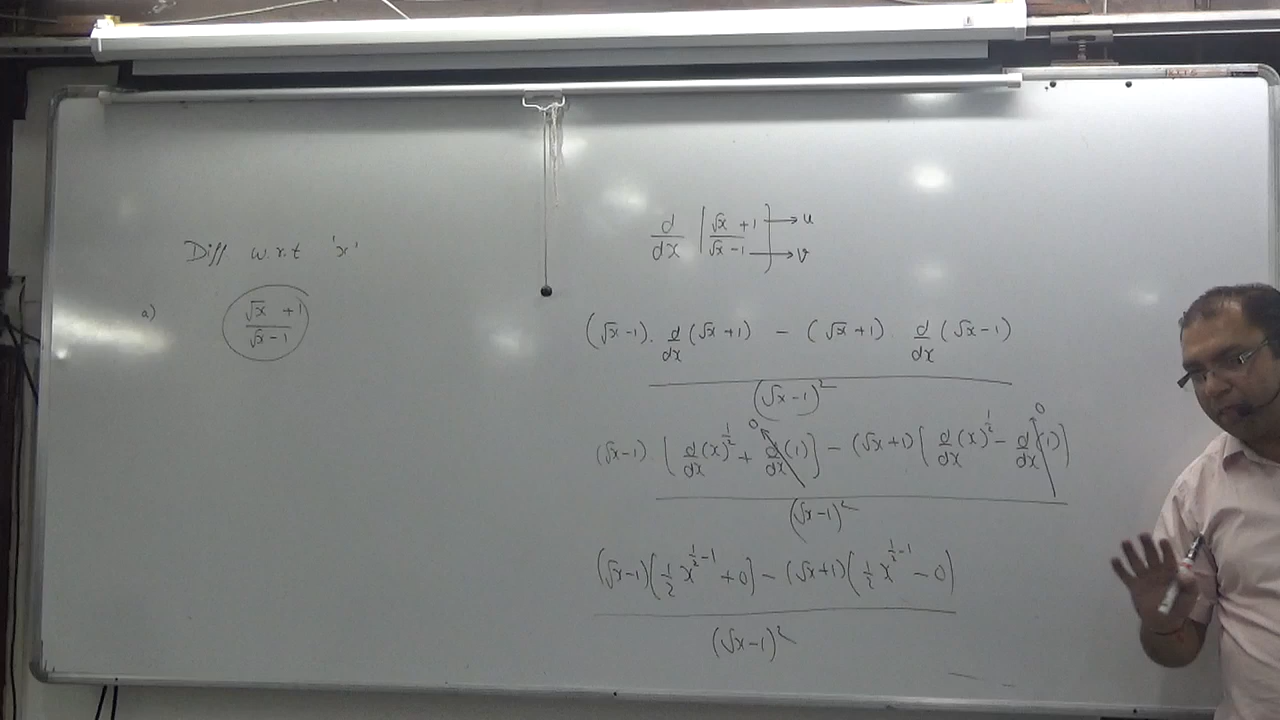 Diff w.r.t 'x'
a) (√x + 1)/(√x - 1)
d/dx [(√x + 1)/(√x - 1)] → u → v
(√x - 1) · d/dx (√x + 1) - (√x + 1) · d/dx (√x - 1)
(√x - 1)²
(√x - 1) [d/dx (x)^(1/2) + d/dx (1) 0] - (√x + 1) [d/dx (x)^(1/2) - d/dx (1) 0]
(√x - 1)²
(√x - 1) (1/2 x^(1/2 - 1) + 0) - (√x + 1) (1/2 x^(1/2 - 1) - 0)
(√x - 1)²